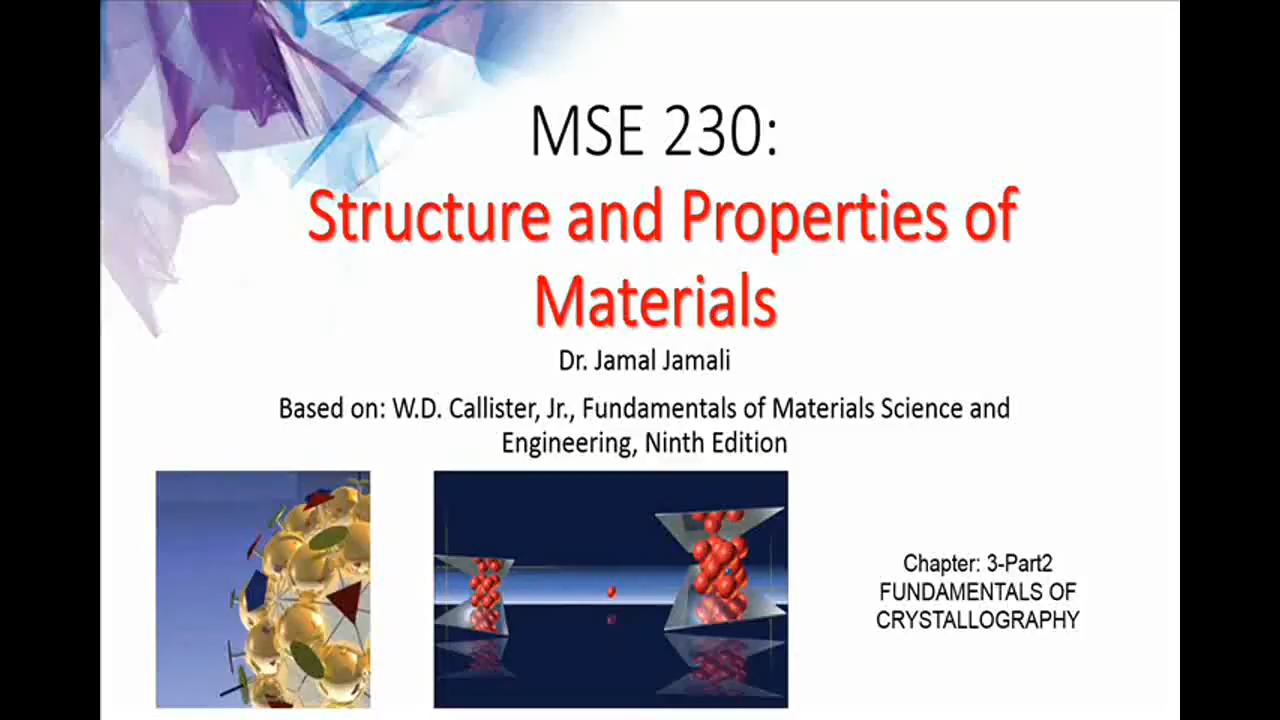 MSE 230:
Structure and Properties of
Materials
Dr. Jamal Jamali
Based on: W.D. Callister, Jr., Fundamentals of Materials Science and
Engineering, Ninth Edition
Chapter: 3-Part2
FUNDAMENTALS OF
CRYSTALLOGRAPHY